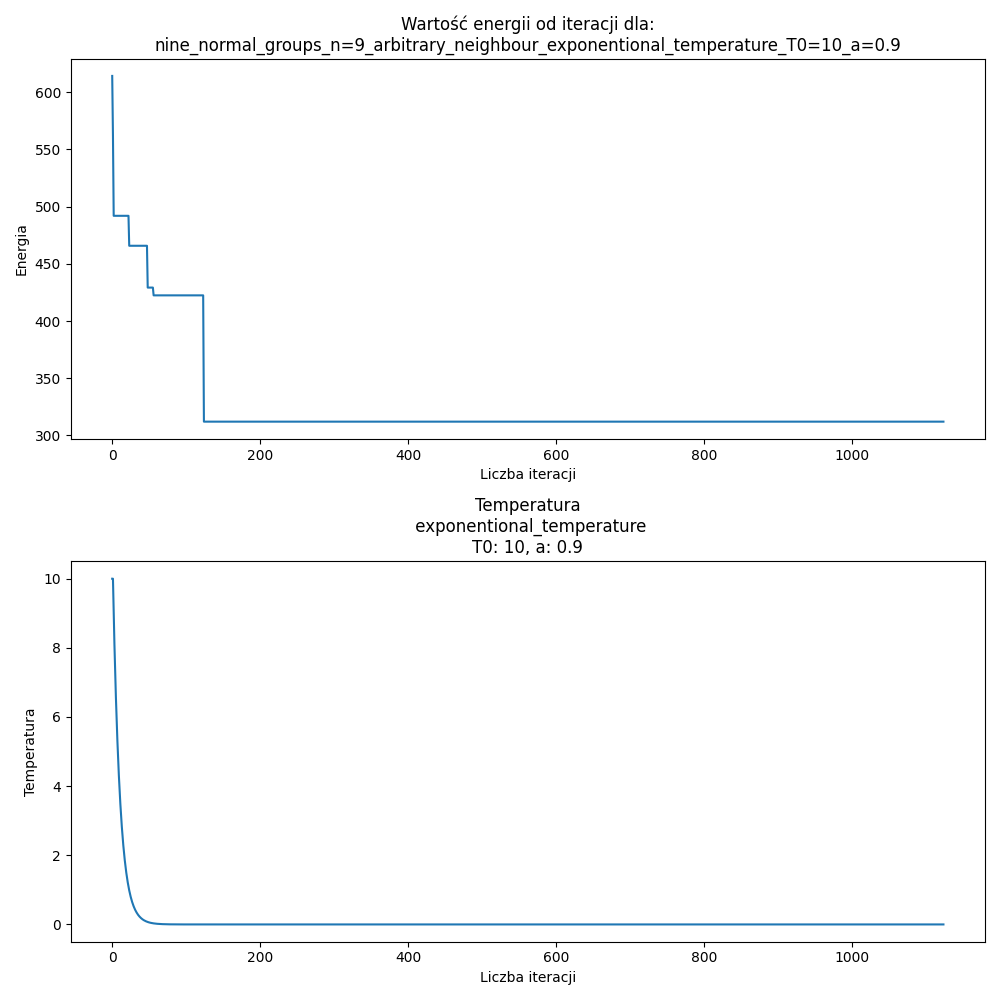 Wartość energii od iteracji dla:
nine_normal_groups_n=9_arbitrary_neighbour_exponentional_temperature_T0=10_a=0.9
600
550
500
450
400
350
300
Energia
0 200 400 600 800 1000
Liczba iteracji
Temperatura
exponentional_temperature
T0: 10, a: 0.9
10
8
6
4
2
0
Temperatura
0 200 400 600 800 1000
Liczba iteracji